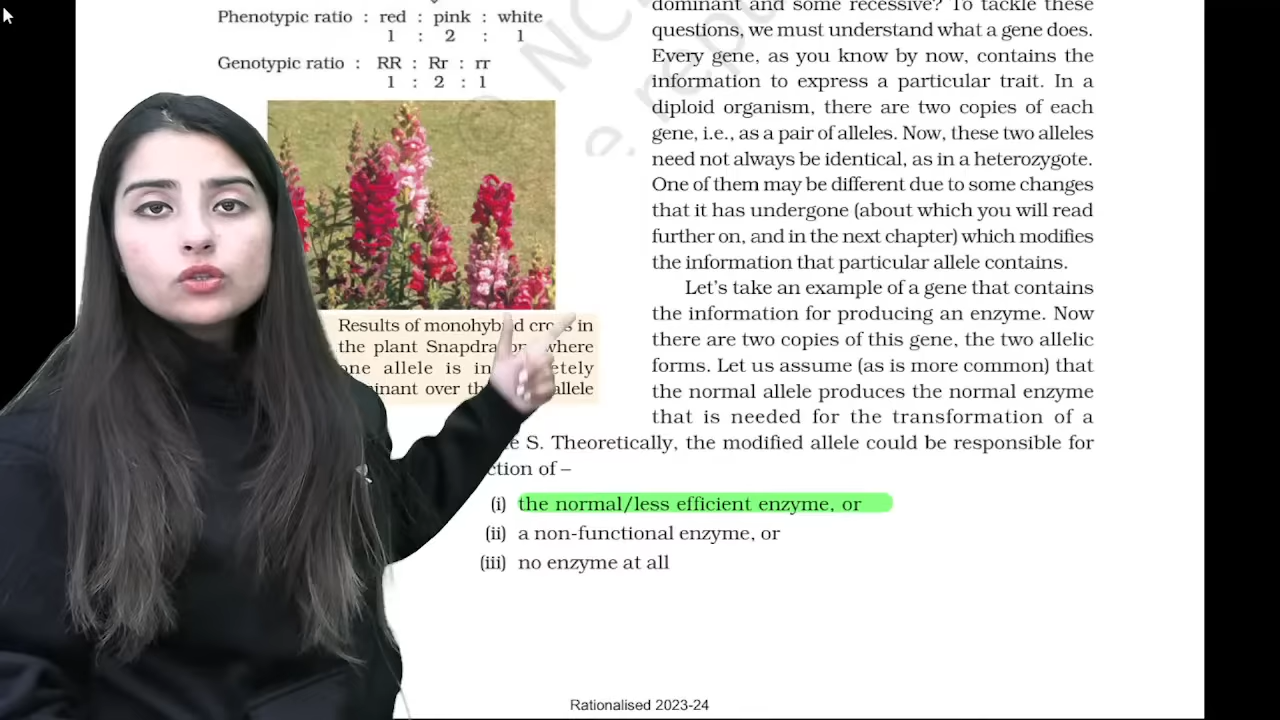 Phenotypic ratio : red : pink : white
1 : 2 : 1
Genotypic ratio : RR : Rr : rr
1 : 2 : 1
Results of monohybrid in
the plant where
one allele is
over allele
dominant and some recessive? To tackle these
questions, we must understand what a gene does.
Every gene, as you know by now, contains the
information to express a particular trait. In a
diploid organism, there are two copies of each
gene, i.e., as a pair of alleles. Now, these two alleles
need not always be identical, as in a heterozygote.
One of them may be different due to some changes
that it has undergone (about which you will read
further on, and in the next chapter) which modifies
the information that particular allele contains.
Let's take an example of a gene that contains
the information for producing an enzyme. Now
there are two copies of this gene, the two allelic
forms. Let us assume (as is more common) that
the normal allele produces the normal enzyme
that is needed for the transformation of a
S. Theoretically, the modified allele could be responsible for
of –
(i) the normal/less efficient enzyme, or
(ii) a non-functional enzyme, or
(iii) no enzyme at all
Rationalised 2023-24